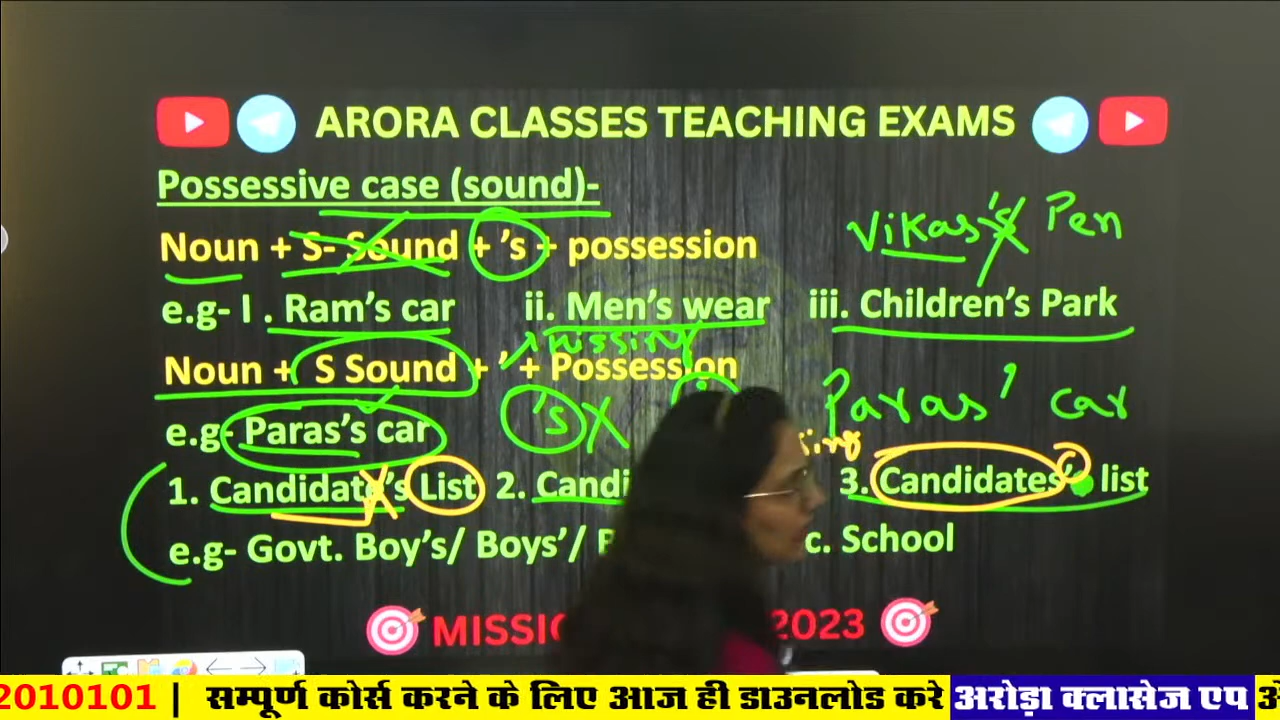 ARORA CLASSES TEACHING EXAMS
Possessive case (sound)-
Vikas's Pen
Noun + S- Sound + 's + possession
e.g- I . Ram's car ii. Men's wear iii. Children's Park
missing
Noun + S Sound + ' + Possession
's Paras' car
e.g- Paras's car
1. Candidate's List 2. 3. Candidates' list
e.g- Govt. Boy's/ Boys'/ School
2023
2010101 | सम्पूर्ण कोर्स करने के लिए आज ही डाउनलोड करे अरोड़ा क्लासेज एप